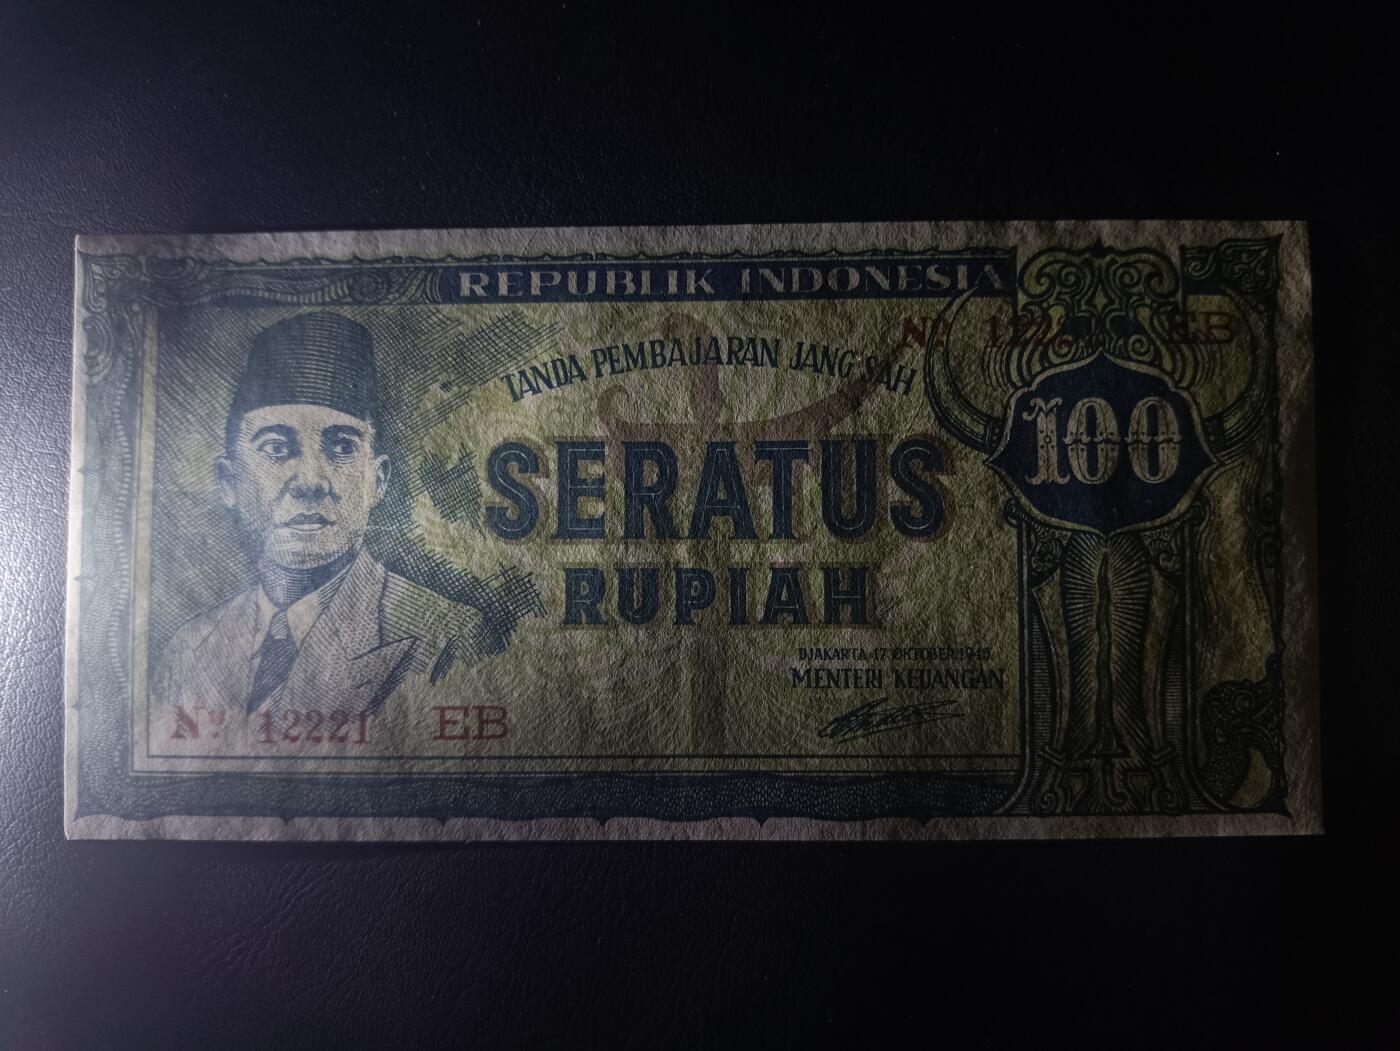 REPUBLIK INDONESIA
No 12221 EB
TANDA PEMBAJARAN JANG SAH
100
SERATUS
RUPIAH
DJAKARTA 17 OKTOBER 1945
MENTERI KEUANGAN
No 12221 EB